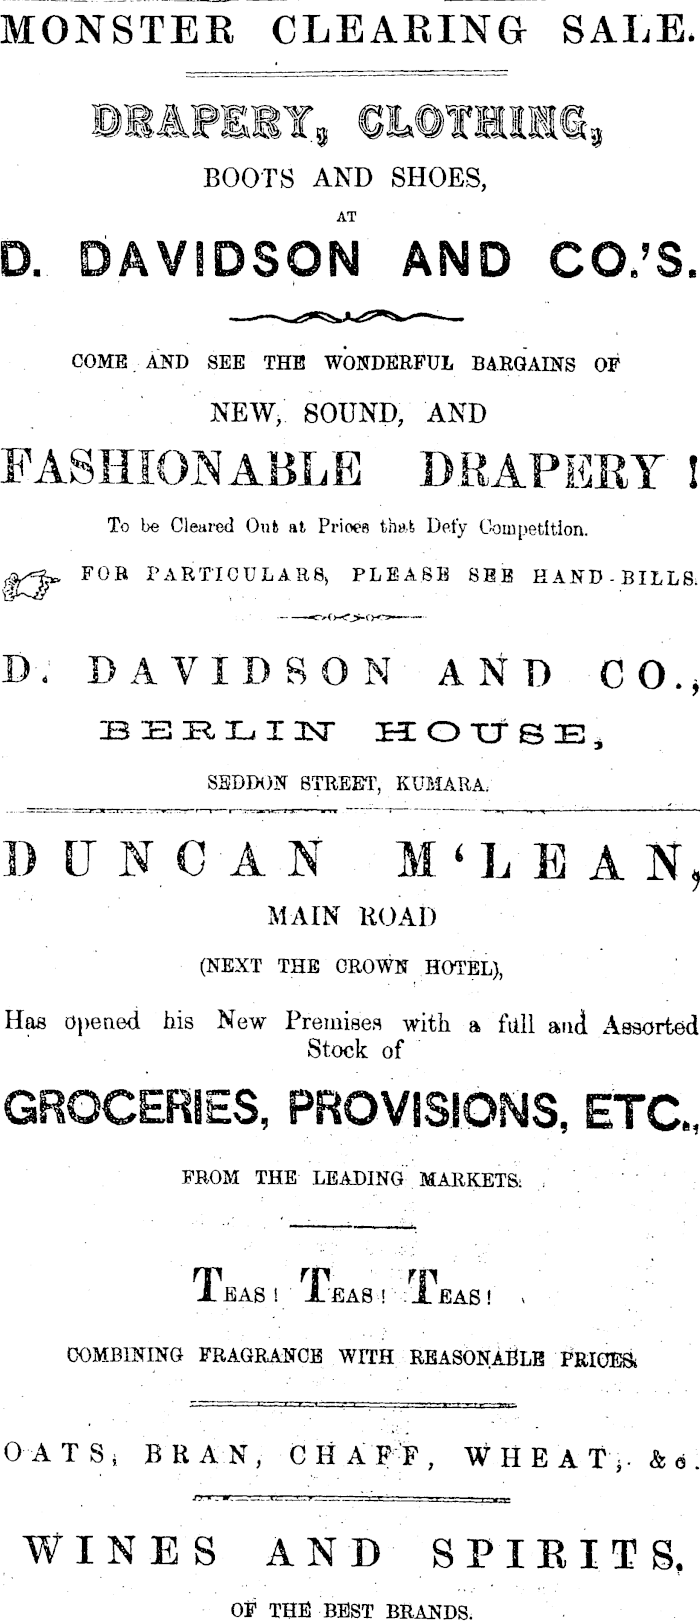 MONSTER CLEARING SALE.
DRAPERY, CLOTHING,
BOOTS AND SHOES,
AT
D. DAVIDSON AND CO.'S.
COME AND SEE THE WONDERFUL BARGAINS OF
NEW, SOUND, AND
FASHIONABLE DRAPERY!
To be Cleared Out at Prices that Defy Competition.
FOR PARTICULARS, PLEASE SEE HAND-BILLS.
D. DAVIDSON AND CO.,
BERLIN HOUSE,
SEDDON STREET, KUMARA.
DUNCAN M‘LEAN,
MAIN ROAD
(NEXT THE CROWN HOTEL),
Has opened his New Premises with a full and Assorted
Stock of
GROCERIES, PROVISIONS, ETC.,
FROM THE LEADING MARKETS.
TEAS! TEAS! TEAS!
COMBINING FRAGRANCE WITH REASONABLE PRICES.
OATS, BRAN, CHAFF, WHEAT, &c.
WINES AND SPIRITS.
OF THE BEST BRANDS.